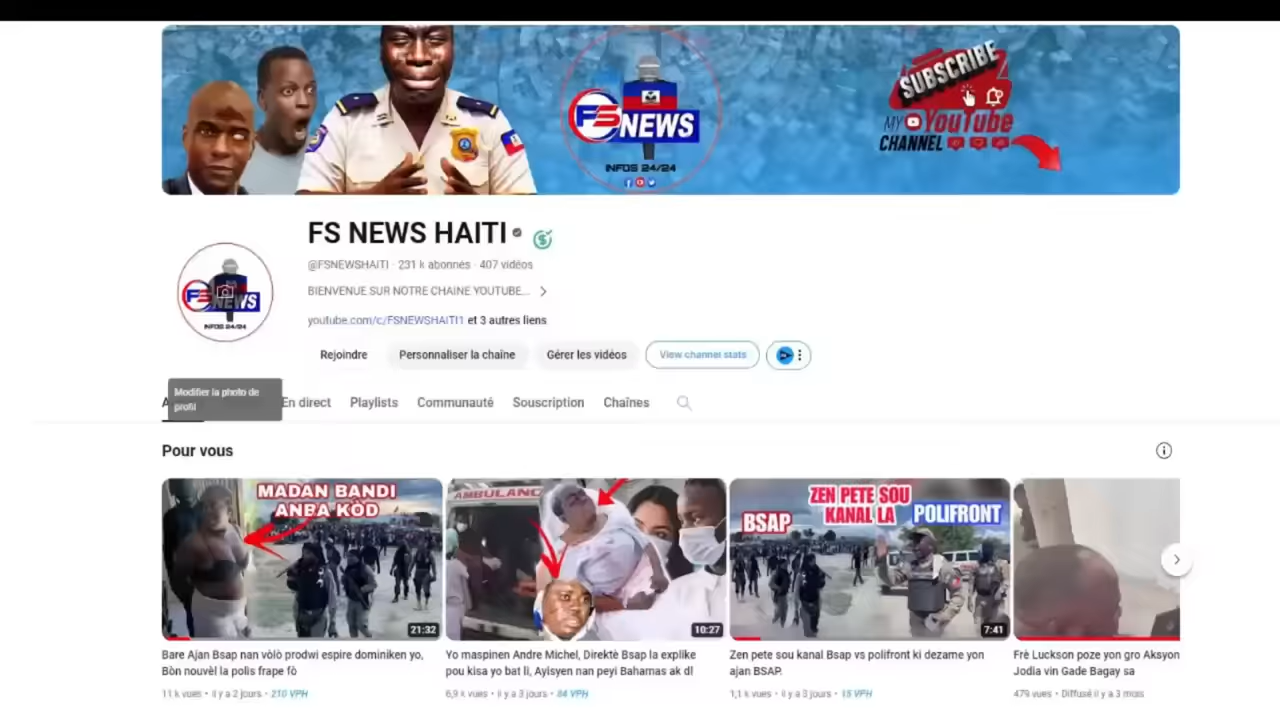 SUBSCRIBE
MY YouTube
CHANNEL
FS NEWS
INFOS 24/24
FS NEWS HAITI
@FSNEWSHAITI · 231 k abonnés · 407 vidéos
BIENVENUE SUR NOTRE CHAINE YOUTUBE...
youtube.com/c/FSNEWSHAITI1 et 3 autres liens
FS NEWS
INFOS 24/24
Rejoindre
Personnaliser la chaîne
Gérer les vidéos
View channel stats
Modifier la photo de
profil
En direct
Playlists
Communauté
Souscription
Chaînes
Pour vous
MADAN BANDI
ANBA KÒD
21:32
AMBULANC
10:27
ZEN PETE SOU
KANAL LA
BSAP
POLIFRONT
7:41
Bare Ajan Bsap nan vòlò prodwi espire dominiken yo,
Bòn nouvèl la polis frape fò
11 k vues · il y a 2 jours · 210 VPH
Yo maspinen Andre Michel, Direktè Bsap la explike
pou kisa yo bat li, Ayisyen nan peyi Bahamas ak d!
6,9 k vues · il y a 3 jours · 84 VPH
Zen pete sou kanal Bsap vs polifront ki dezame yon
ajan BSAP.
1,1 k vues · il y a 3 jours · 15 VPH
Frè Luckson poze yon gro Aksyon
Jodia vin Gade Bagay sa
479 vues · Diffusé il y a 3 mois